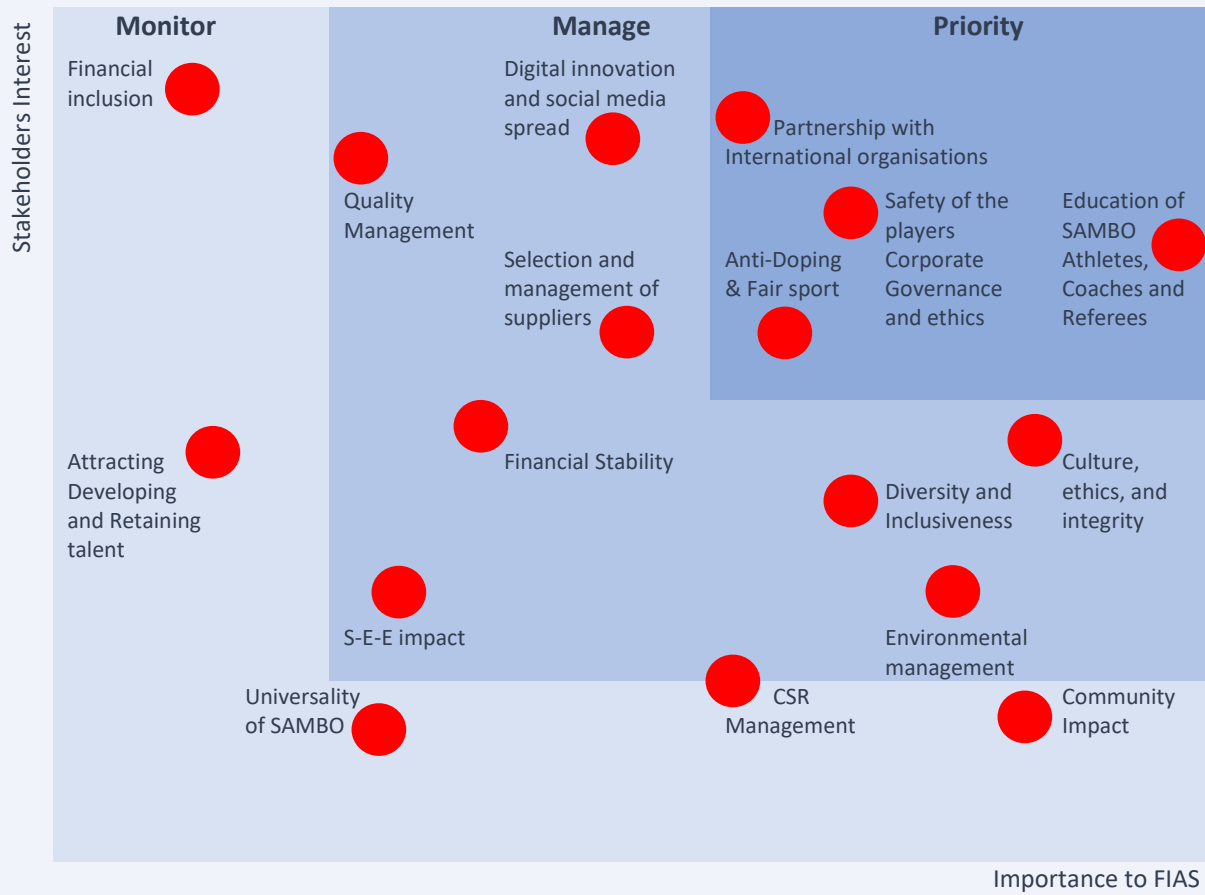 Stakeholders Interest
Monitor
Manage
Priority
Financial
inclusion
Digital innovation
and social media
spread
Partnership with
International organisations
Quality
Management
Safety of the
players
Corporate
Governance
and ethics
Education of
SAMBO
Athletes,
Coaches and
Referees
Selection and
management of
suppliers
Anti-Doping
& Fair sport
Attracting
Developing
and Retaining
talent
Financial Stability
Diversity and
Inclusiveness
Culture,
ethics, and
integrity
S-E-E impact
Environmental
management
Universality
of SAMBO
CSR
Management
Community
Impact
Importance to FIAS